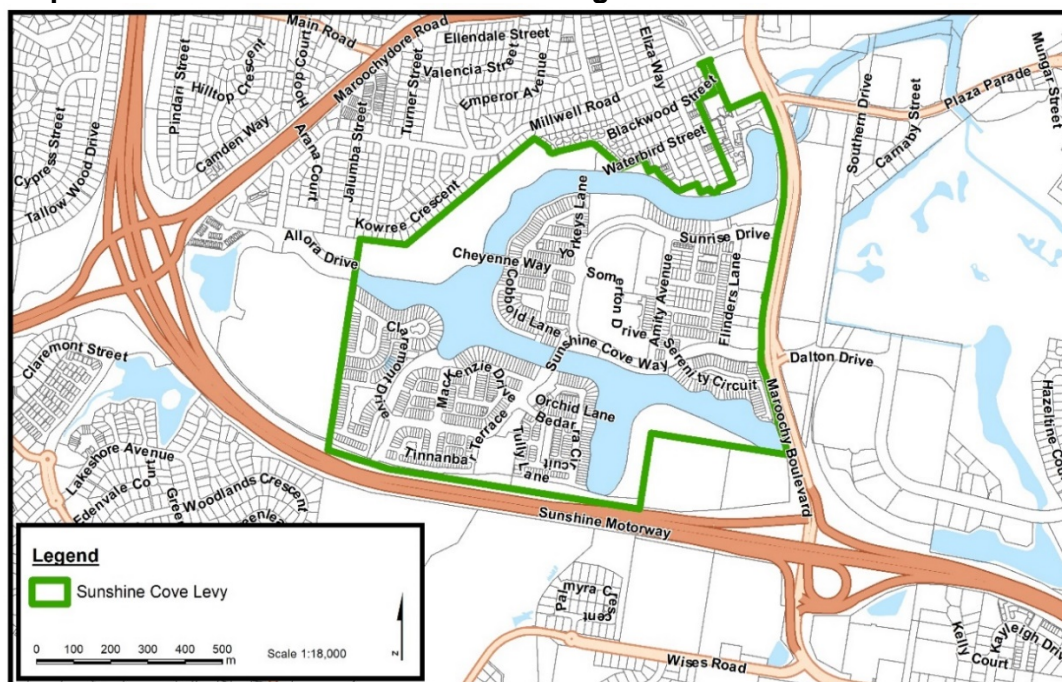 Main Road
Maroochydore Road
Ellendale Street
Valencia Street
Emperor Avenue
Eliza Way
Turner Street
Hoop Court
Hilltop Crescent
Pindari Street
Camden Way
Arana Court
Jalumba Street
Cypress Street
Tallow Wood Drive
Millwell Road
Blackwood Street
Waterbird Street
Kowree Crescent
Allora Drive
Southern Drive
Carnaby Street
Plaza Parade
Mungar Street
Yorkeys Lane
Cheyenne Way
Cobbold Lane
Somerton Drive
Amity Avenue
Sunrise Drive
Flinders Lane
Sunshine Cove Way
Serenity Circuit
Dalton Drive
Maroochy Boulevard
Claremont Street
Claremont Drive
MacKenzie Drive
Orchid Lane
Bedarra Circuit
Tinnanbar Terrace
Tully Lane
Lakeshore Avenue
Edenvale Court
Woodlands Crescent
Sunshine Motorway
Palmyra Crescent
Wises Road
Kelly Court
Kayleigh Drive
Legend
Sunshine Cove Levy
0 100 200 300 400 500
m
Scale 1:18,000
N